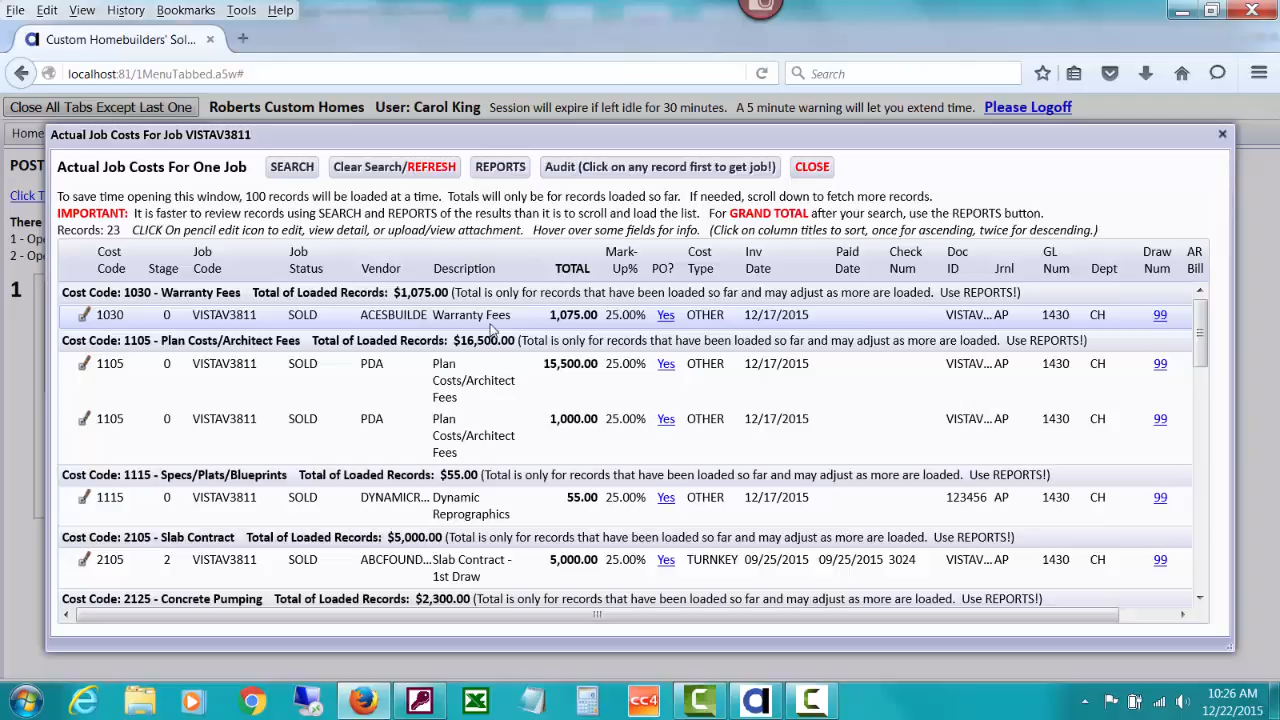 File Edit View History Bookmarks Tools Help
Custom Homebuilders' Sol... × +
localhost:81/1MenuTabbed.a5w# Search
Close All Tabs Except Last One Roberts Custom Homes User: Carol King Session will expire if left idle for 30 minutes. A 5 minute warning will let you extend time. Please Logoff
Home
Actual Job Costs For Job VISTAV3811 ×
POST
Actual Job Costs For One Job SEARCH Clear Search/REFRESH REPORTS Audit (Click on any record first to get job!) CLOSE
Click T
To save time opening this window, 100 records will be loaded at a time. Totals will only be for records loaded so far. If needed, scroll down to fetch more records.
There
IMPORTANT: It is faster to review records using SEARCH and REPORTS of the results than it is to scroll and load the list. For GRAND TOTAL after your search, use the REPORTS button.
1 - Ope
Records: 23 CLICK On pencil edit icon to edit, view detail, or upload/view attachment. Hover over some fields for info. (Click on column titles to sort, once for ascending, twice for descending.)
2 - Ope
Cost Job Job Mark- Cost Inv Paid Check Doc GL Draw AR
Code Stage Code Status Vendor Description TOTAL Up% PO? Type Date Date Num ID Jrnl Num Dept Num Bill
1
Cost Code: 1030 - Warranty Fees Total of Loaded Records: $1,075.00 (Total is only for records that have been loaded so far and may adjust as more are loaded. Use REPORTS!)
1030 0 VISTAV3811 SOLD ACESBUILDE Warranty Fees 1,075.00 25.00% Yes OTHER 12/17/2015 VISTAV... AP 1430 CH 99
Cost Code: 1105 - Plan Costs/Architect Fees Total of Loaded Records: $16,500.00 (Total is only for records that have been loaded so far and may adjust as more are loaded. Use REPORTS!)
1105 0 VISTAV3811 SOLD PDA Plan 15,500.00 25.00% Yes OTHER 12/17/2015 VISTAV... AP 1430 CH 99
Costs/Architect
Fees
1105 0 VISTAV3811 SOLD PDA Plan 1,000.00 25.00% Yes OTHER 12/17/2015 VISTAV... AP 1430 CH 99
Costs/Architect
Fees
Cost Code: 1115 - Specs/Plats/Blueprints Total of Loaded Records: $55.00 (Total is only for records that have been loaded so far and may adjust as more are loaded. Use REPORTS!)
1115 0 VISTAV3811 SOLD DYNAMICR... Dynamic 55.00 25.00% Yes OTHER 12/17/2015 123456 AP 1430 CH 99
Reprographics
Cost Code: 2105 - Slab Contract Total of Loaded Records: $5,000.00 (Total is only for records that have been loaded so far and may adjust as more are loaded. Use REPORTS!)
2105 2 VISTAV3811 SOLD ABCFOUND... Slab Contract - 5,000.00 25.00% Yes TURNKEY 09/25/2015 09/25/2015 3024 VISTAV... AP 1430 CH 99
1st Draw
Cost Code: 2125 - Concrete Pumping Total of Loaded Records: $2,300.00 (Total is only for records that have been loaded so far and may adjust as more are loaded. Use REPORTS!)
CC4
10:26 AM
12/22/2015